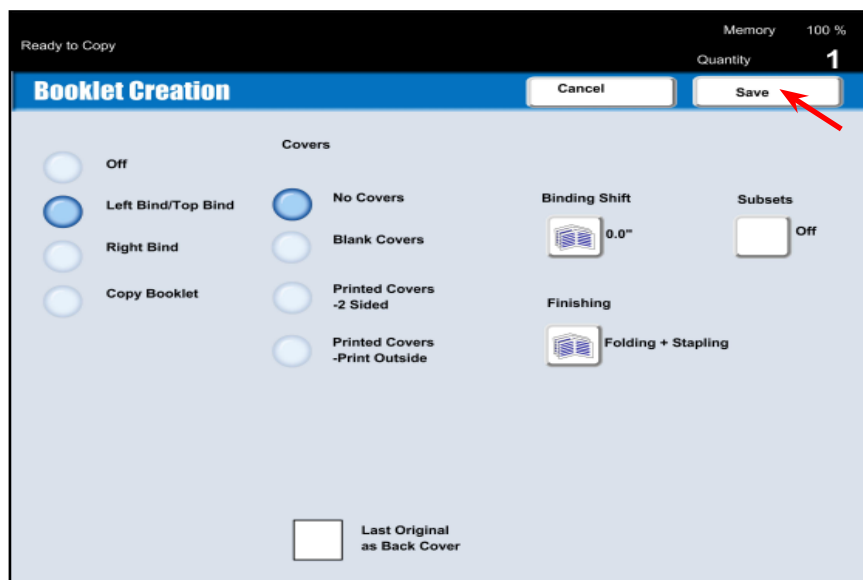 Memory 100 %
Ready to Copy
Quantity 1
Booklet Creation
Cancel
Save
Covers
Off
Left Bind/Top Bind
Right Bind
Copy Booklet
No Covers
Blank Covers
Printed Covers
-2 Sided
Printed Covers
-Print Outside
Binding Shift
0.0"
Subsets
Off
Finishing
Folding + Stapling
Last Original
as Back Cover